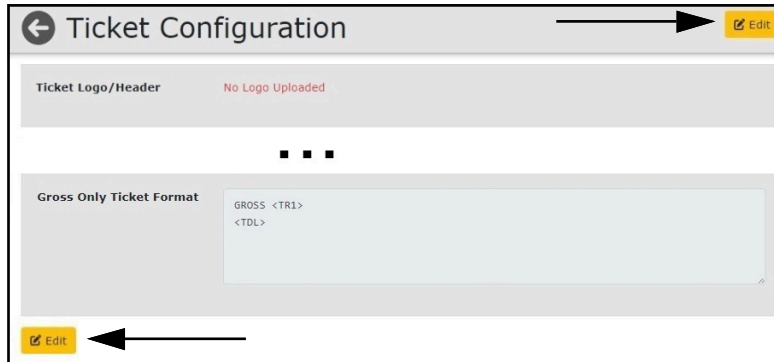 Ticket Configuration
Edit
Ticket Logo/Header
No Logo Uploaded
...
Gross Only Ticket Format
GROSS <TR1>
<TDL>
Edit